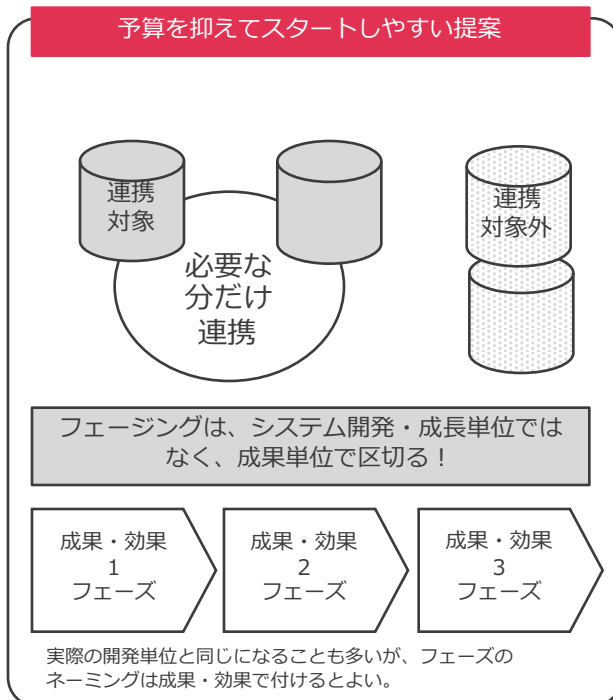 予算を抑えてスタートしやすい提案
連携
対象
連携
対象外
必要な
分だけ
連携
フェージングは、システム開発・成長単位では
なく、成果単位で区切る！
成果・効果
1
フェーズ
成果・効果
2
フェーズ
成果・効果
3
フェーズ
実際の開発単位と同じになることも多いが、フェーズの
ネーミングは成果・効果で付けるとよい。